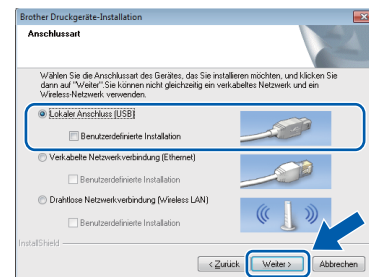 Brother Druckgeräte-Installation
Anschlussart
Wählen Sie die Anschlussart des Gerätes, das Sie installieren möchten, und klicken Sie
dann auf "Weiter".Sie können nicht gleichzeitig ein verkabeltes Netzwerk und ein
Wireless-Netzwerk verwenden.
Lokaler Anschluss (USB)
Benutzerdefinierte Installation
Verkabelte Netzwerkverbindung (Ethernet)
Benutzerdefinierte Installation
Drahtlose Netzwerkverbindung (Wireless LAN)
Benutzerdefinierte Installation
InstallShield
< Zurück Weiter > Abbrechen